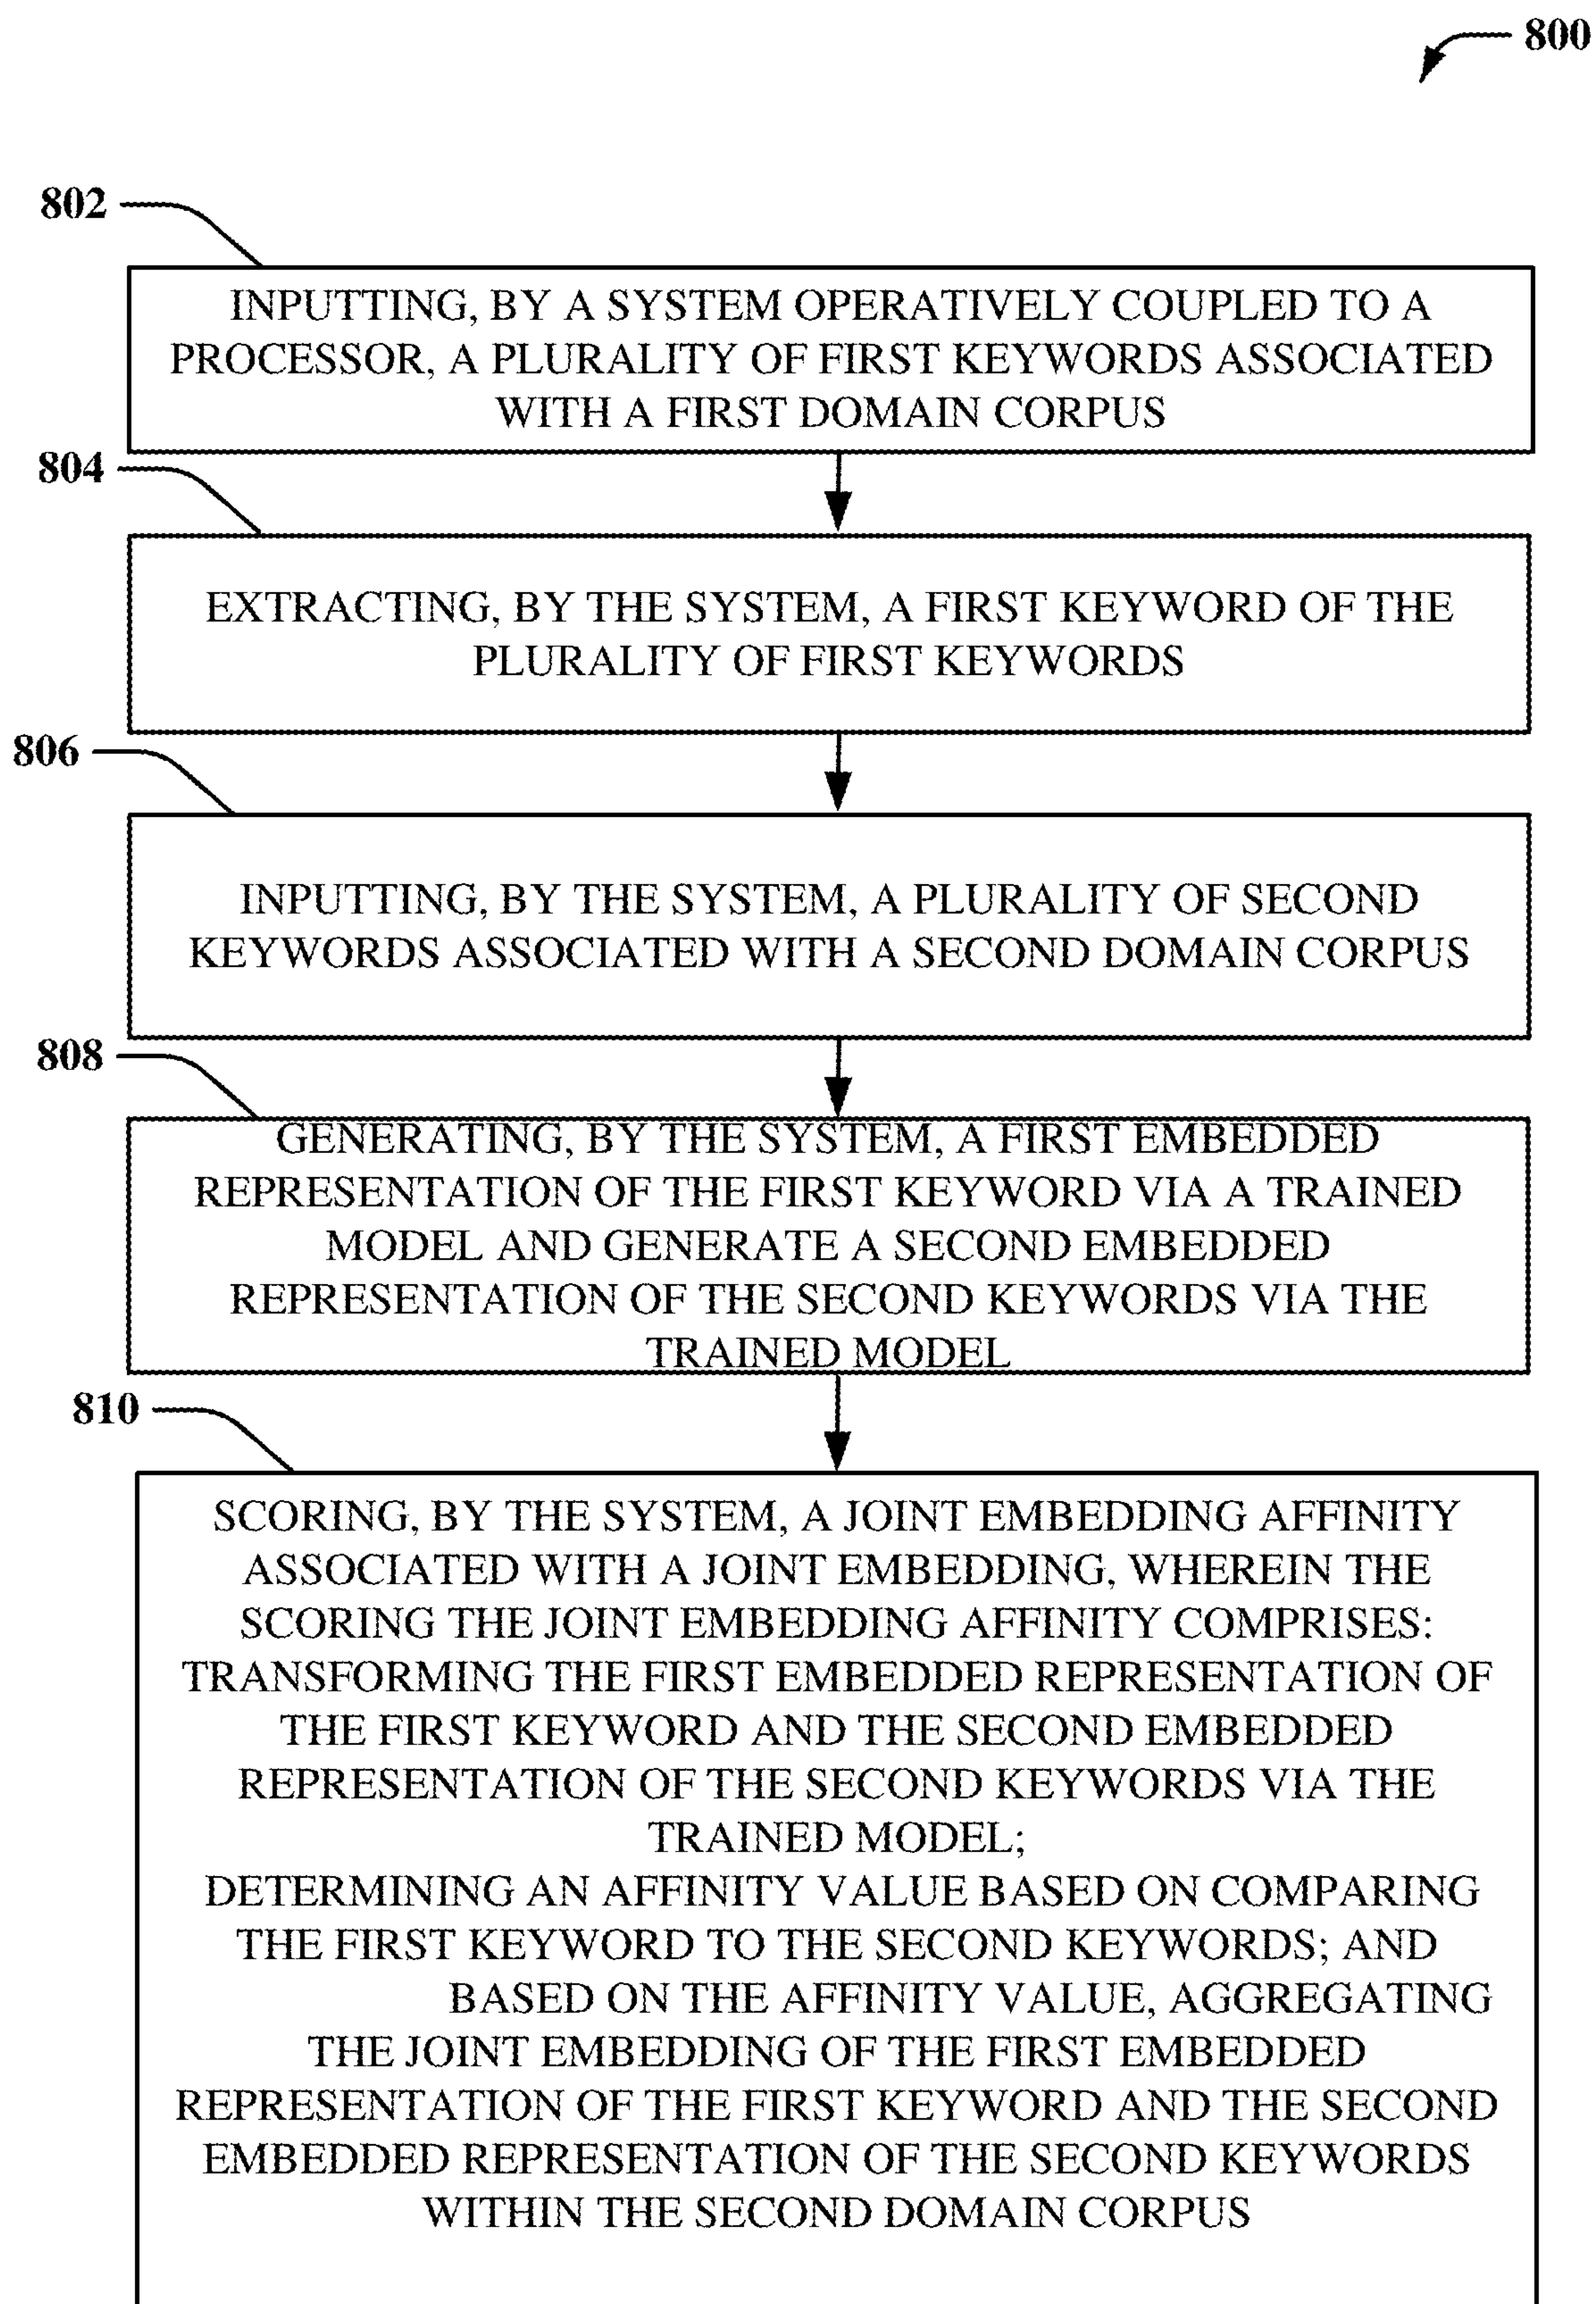 800
802
INPUTTING, BY A SYSTEM OPERATIVELY COUPLED TO A
PROCESSOR, A PLURALITY OF FIRST KEYWORDS ASSOCIATED
WITH A FIRST DOMAIN CORPUS
804
EXTRACTING, BY THE SYSTEM, A FIRST KEYWORD OF THE
PLURALITY OF FIRST KEYWORDS
806
INPUTTING, BY THE SYSTEM, A PLURALITY OF SECOND
KEYWORDS ASSOCIATED WITH A SECOND DOMAIN CORPUS
808
GENERATING, BY THE SYSTEM, A FIRST EMBEDDED
REPRESENTATION OF THE FIRST KEYWORD VIA A TRAINED
MODEL AND GENERATE A SECOND EMBEDDED
REPRESENTATION OF THE SECOND KEYWORDS VIA THE
TRAINED MODEL
810
SCORING, BY THE SYSTEM, A JOINT EMBEDDING AFFINITY
ASSOCIATED WITH A JOINT EMBEDDING, WHEREIN THE
SCORING THE JOINT EMBEDDING AFFINITY COMPRISES:
TRANSFORMING THE FIRST EMBEDDED REPRESENTATION OF
THE FIRST KEYWORD AND THE SECOND EMBEDDED
REPRESENTATION OF THE SECOND KEYWORDS VIA THE
TRAINED MODEL;
DETERMINING AN AFFINITY VALUE BASED ON COMPARING
THE FIRST KEYWORD TO THE SECOND KEYWORDS; AND
BASED ON THE AFFINITY VALUE, AGGREGATING
THE JOINT EMBEDDING OF THE FIRST EMBEDDED
REPRESENTATION OF THE FIRST KEYWORD AND THE SECOND
EMBEDDED REPRESENTATION OF THE SECOND KEYWORDS
WITHIN THE SECOND DOMAIN CORPUS